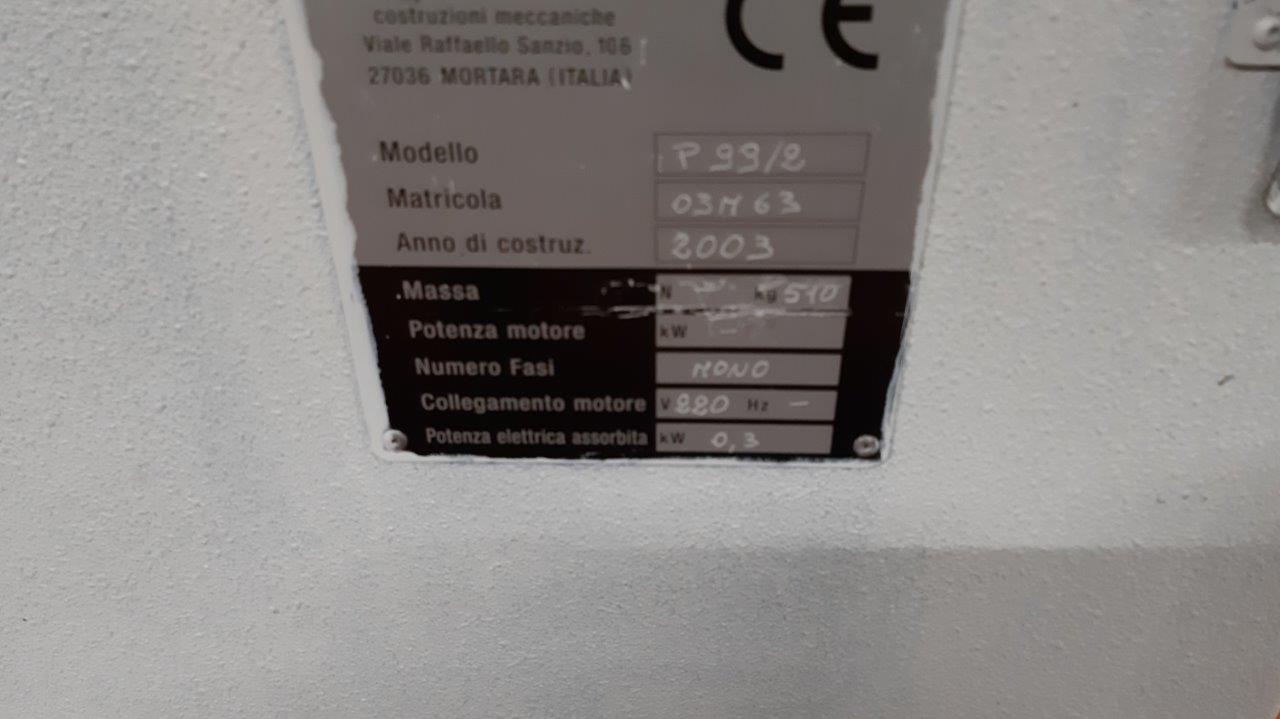 costruzioni meccaniche
Viale Raffaello Sanzio, 106
27036 MORTARA (ITALIA)
CE
Modello P 99/2
Matricola 03M63
Anno di costruz. 2003
Massa N kg 510
Potenza motore kW -
Numero Fasi MONO
Collegamento motore V 220 Hz -
Potenza elettrica assorbita kW 0,3